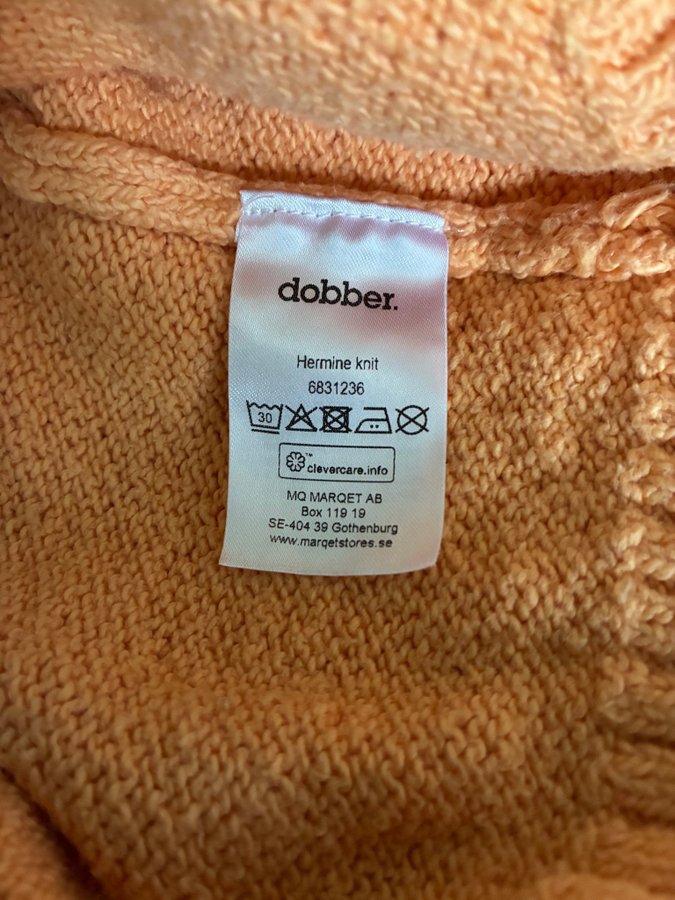 dobber.
Hermine knit
6831236
30
™
clevercare.info
MQ MARQET AB
Box 119 19
SE-404 39 Gothenburg
www.marqetstores.se